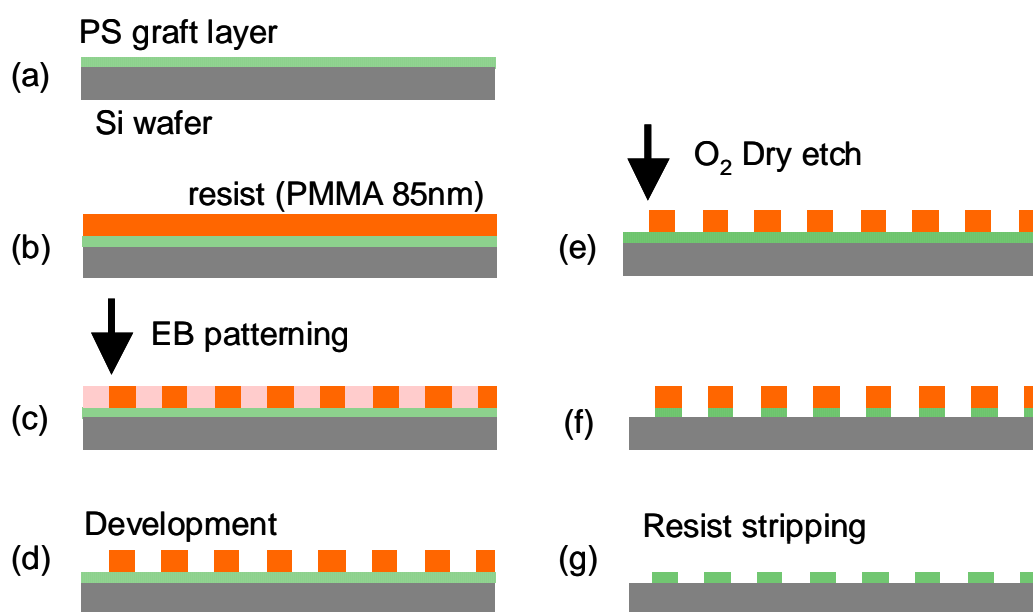 PS graft layer
(a)
Si wafer
resist (PMMA 85nm)
(b)
EB patterning
(c)
Development
(d)
O₂ Dry etch
(e)
(f)
Resist stripping
(g)